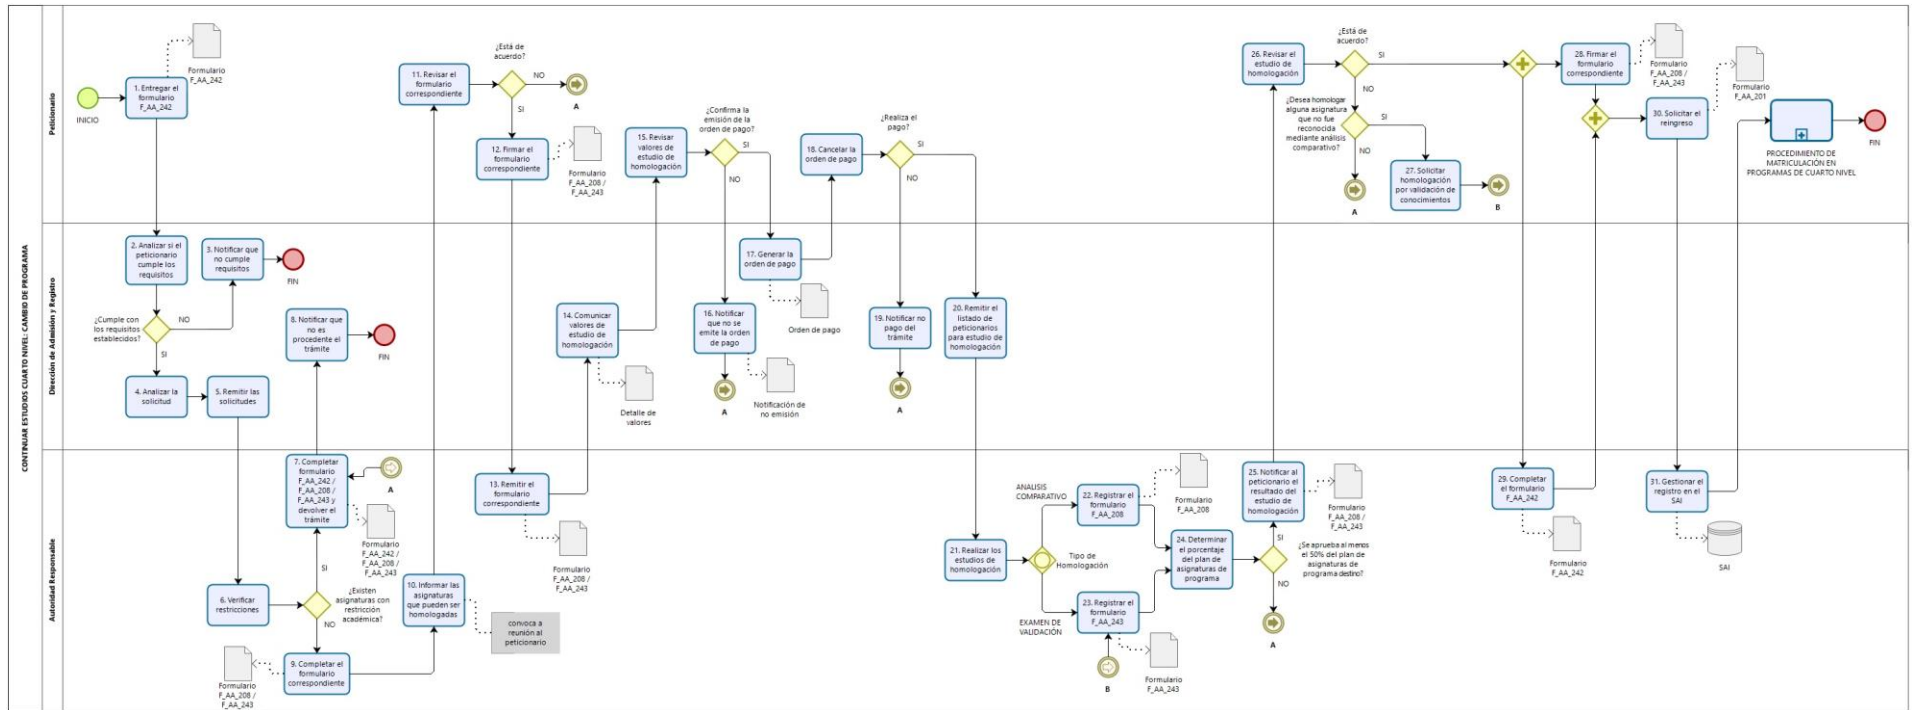 CONTINUAR ESTUDIOS CUARTO NIVEL: CAMBIO DE PROGRAMA
Peticionario
INICIO
1. Entregar el
formulario
F_AA_242
Formulario
F_AA_242
11. Revisar el
formulario
correspondiente
¿Está de
acuerdo?
NO
A
SI
12. Firmar el
formulario
correspondiente
Formulario
F_AA_208 /
F_AA_243
15. Revisar
valores de
estudio de
homologación
¿Confirma la
emisión de la
orden de pago?
SI
NO
18. Cancelar la
orden de pago
¿Realiza el
pago?
SI
NO
26. Revisar el
estudio de
homologación
¿Está de
acuerdo?
SI
NO
¿Desea homologar
alguna asignatura
que no fue
reconocida
mediante análisis
comparativo?
SI
NO
A
27. Solicitar
homologación
por validación de
conocimientos
B
28. Firmar el
formulario
correspondiente
Formulario
F_AA_208 /
F_AA_243
30. Solicitar el
reingreso
Formulario
F_AA_201
PROCEDIMIENTO DE
MATRICULACIÓN EN
PROGRAMAS DE CUARTO NIVEL
FIN
Dirección de Admisión y Registro
2. Analizar si el
peticionario
cumple los
requisitos
3. Notificar que
no cumple
requisitos
FIN
¿Cumple con
los requisitos
establecidos?
NO
SI
4. Analizar la
solicitud
5. Remitir las
solicitudes
8. Notificar que
no es
procedente el
trámite
FIN
14. Comunicar
valores de
estudio de
homologación
Detalle de
valores
16. Notificar
que no se
emite la orden
de pago
A
Notificación de
no emisión
17. Generar la
orden de pago
Orden de pago
19. Notificar no
pago del
trámite
A
20. Remitir el
listado de
peticionarios
para estudio de
homologación
Autoridad Responsable
6. Verificar
restricciones
¿Existen
asignaturas con
restricción
académica?
SI
NO
7. Completar
formulario
F_AA_242 /
F_AA_208 /
F_AA_243 y
devolver el
trámite
A
Formulario
F_AA_242 /
F_AA_208 /
F_AA_243
9. Completar el
formulario
correspondiente
Formulario
F_AA_208 /
F_AA_243
10. Informar las
asignaturas
que pueden ser
homologadas
convoca a
reunión al
peticionario
13. Remitir el
formulario
correspondiente
Formulario
F_AA_208 /
F_AA_243
21. Realizar los
estudios de
homologación
Tipo de
Homologación
ANALISIS
COMPARATIVO
22. Registrar el
formulario
F_AA_208
Formulario
F_AA_208
EXAMEN DE
VALIDACIÓN
23. Registrar el
formulario
F_AA_243
B
Formulario
F_AA_243
24. Determinar
el porcentaje
del plan de
asignaturas de
programa
25. Notificar al
peticionario el
resultado del
estudio de
homologación
Formulario
F_AA_208 /
F_AA_243
SI
¿Se aprueba al menos
el 50% del plan de
asignaturas de
programa destino?
NO
A
29. Completar
el formulario
F_AA_242
Formulario
F_AA_242
31. Gestionar el
registro en el
SAI
SAI